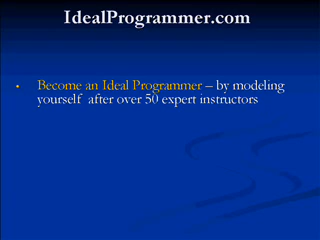 IdealProgrammer.com
• Become an Ideal Programmer – by modeling
yourself after over 50 expert instructors